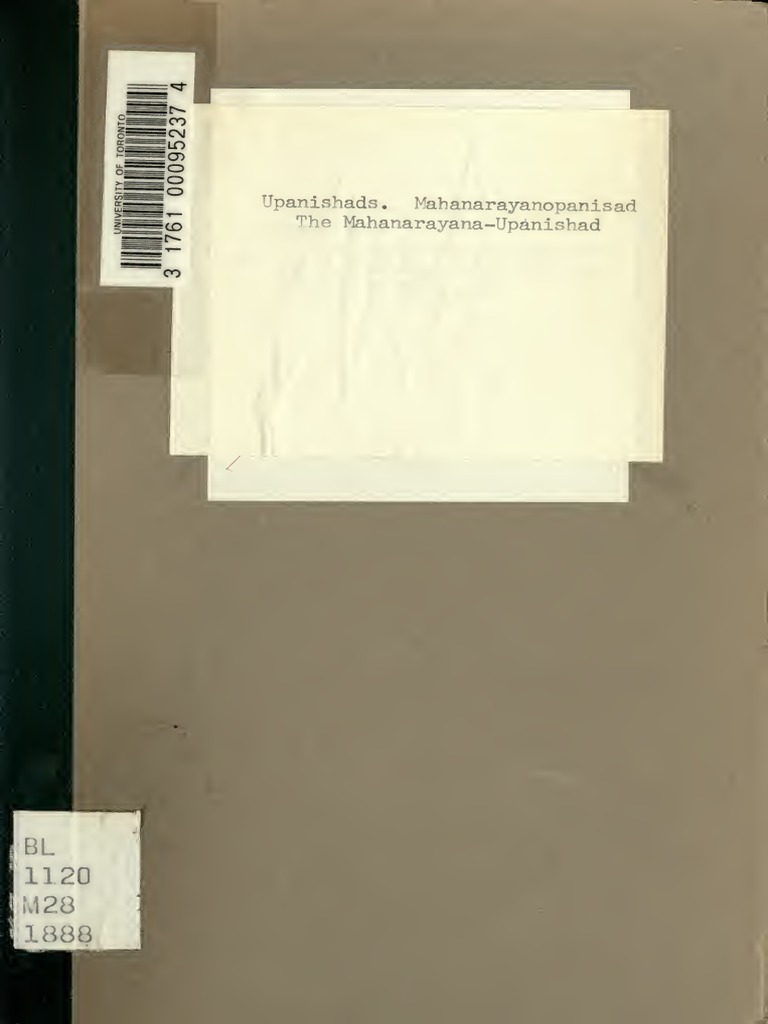 UNIVERSITY OF TORONTO
3 1761 00095237 4
Upanishads. Mahanarayanopanisad
The Mahanarayana-Upanishad
BL
1120
M28
1888